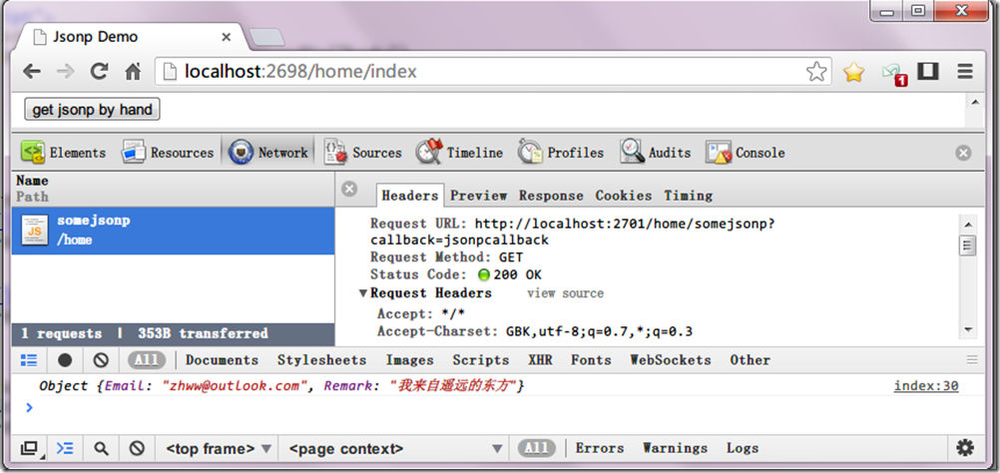 Jsonp Demo
localhost:2698/home/index
1
get jsonp by hand
Elements Resources Network Sources Timeline Profiles Audits Console
Name
Path
somejsonp
/home
JS
1 requests | 353B transferred
Headers Preview Response Cookies Timing
Request URL: http://localhost:2701/home/somejsonp?
callback=jsonpcallback
Request Method: GET
Status Code: 200 OK
Request Headers view source
Accept: */*
Accept-Charset: GBK,utf-8;q=0.7,*;q=0.3
All Documents Stylesheets Images Scripts XHR Fonts WebSockets Other
Object {Email: "zhww@outlook.com", Remark: "我来自遥远的东方"} index:30
<top frame> <page context> All Errors Warnings Logs